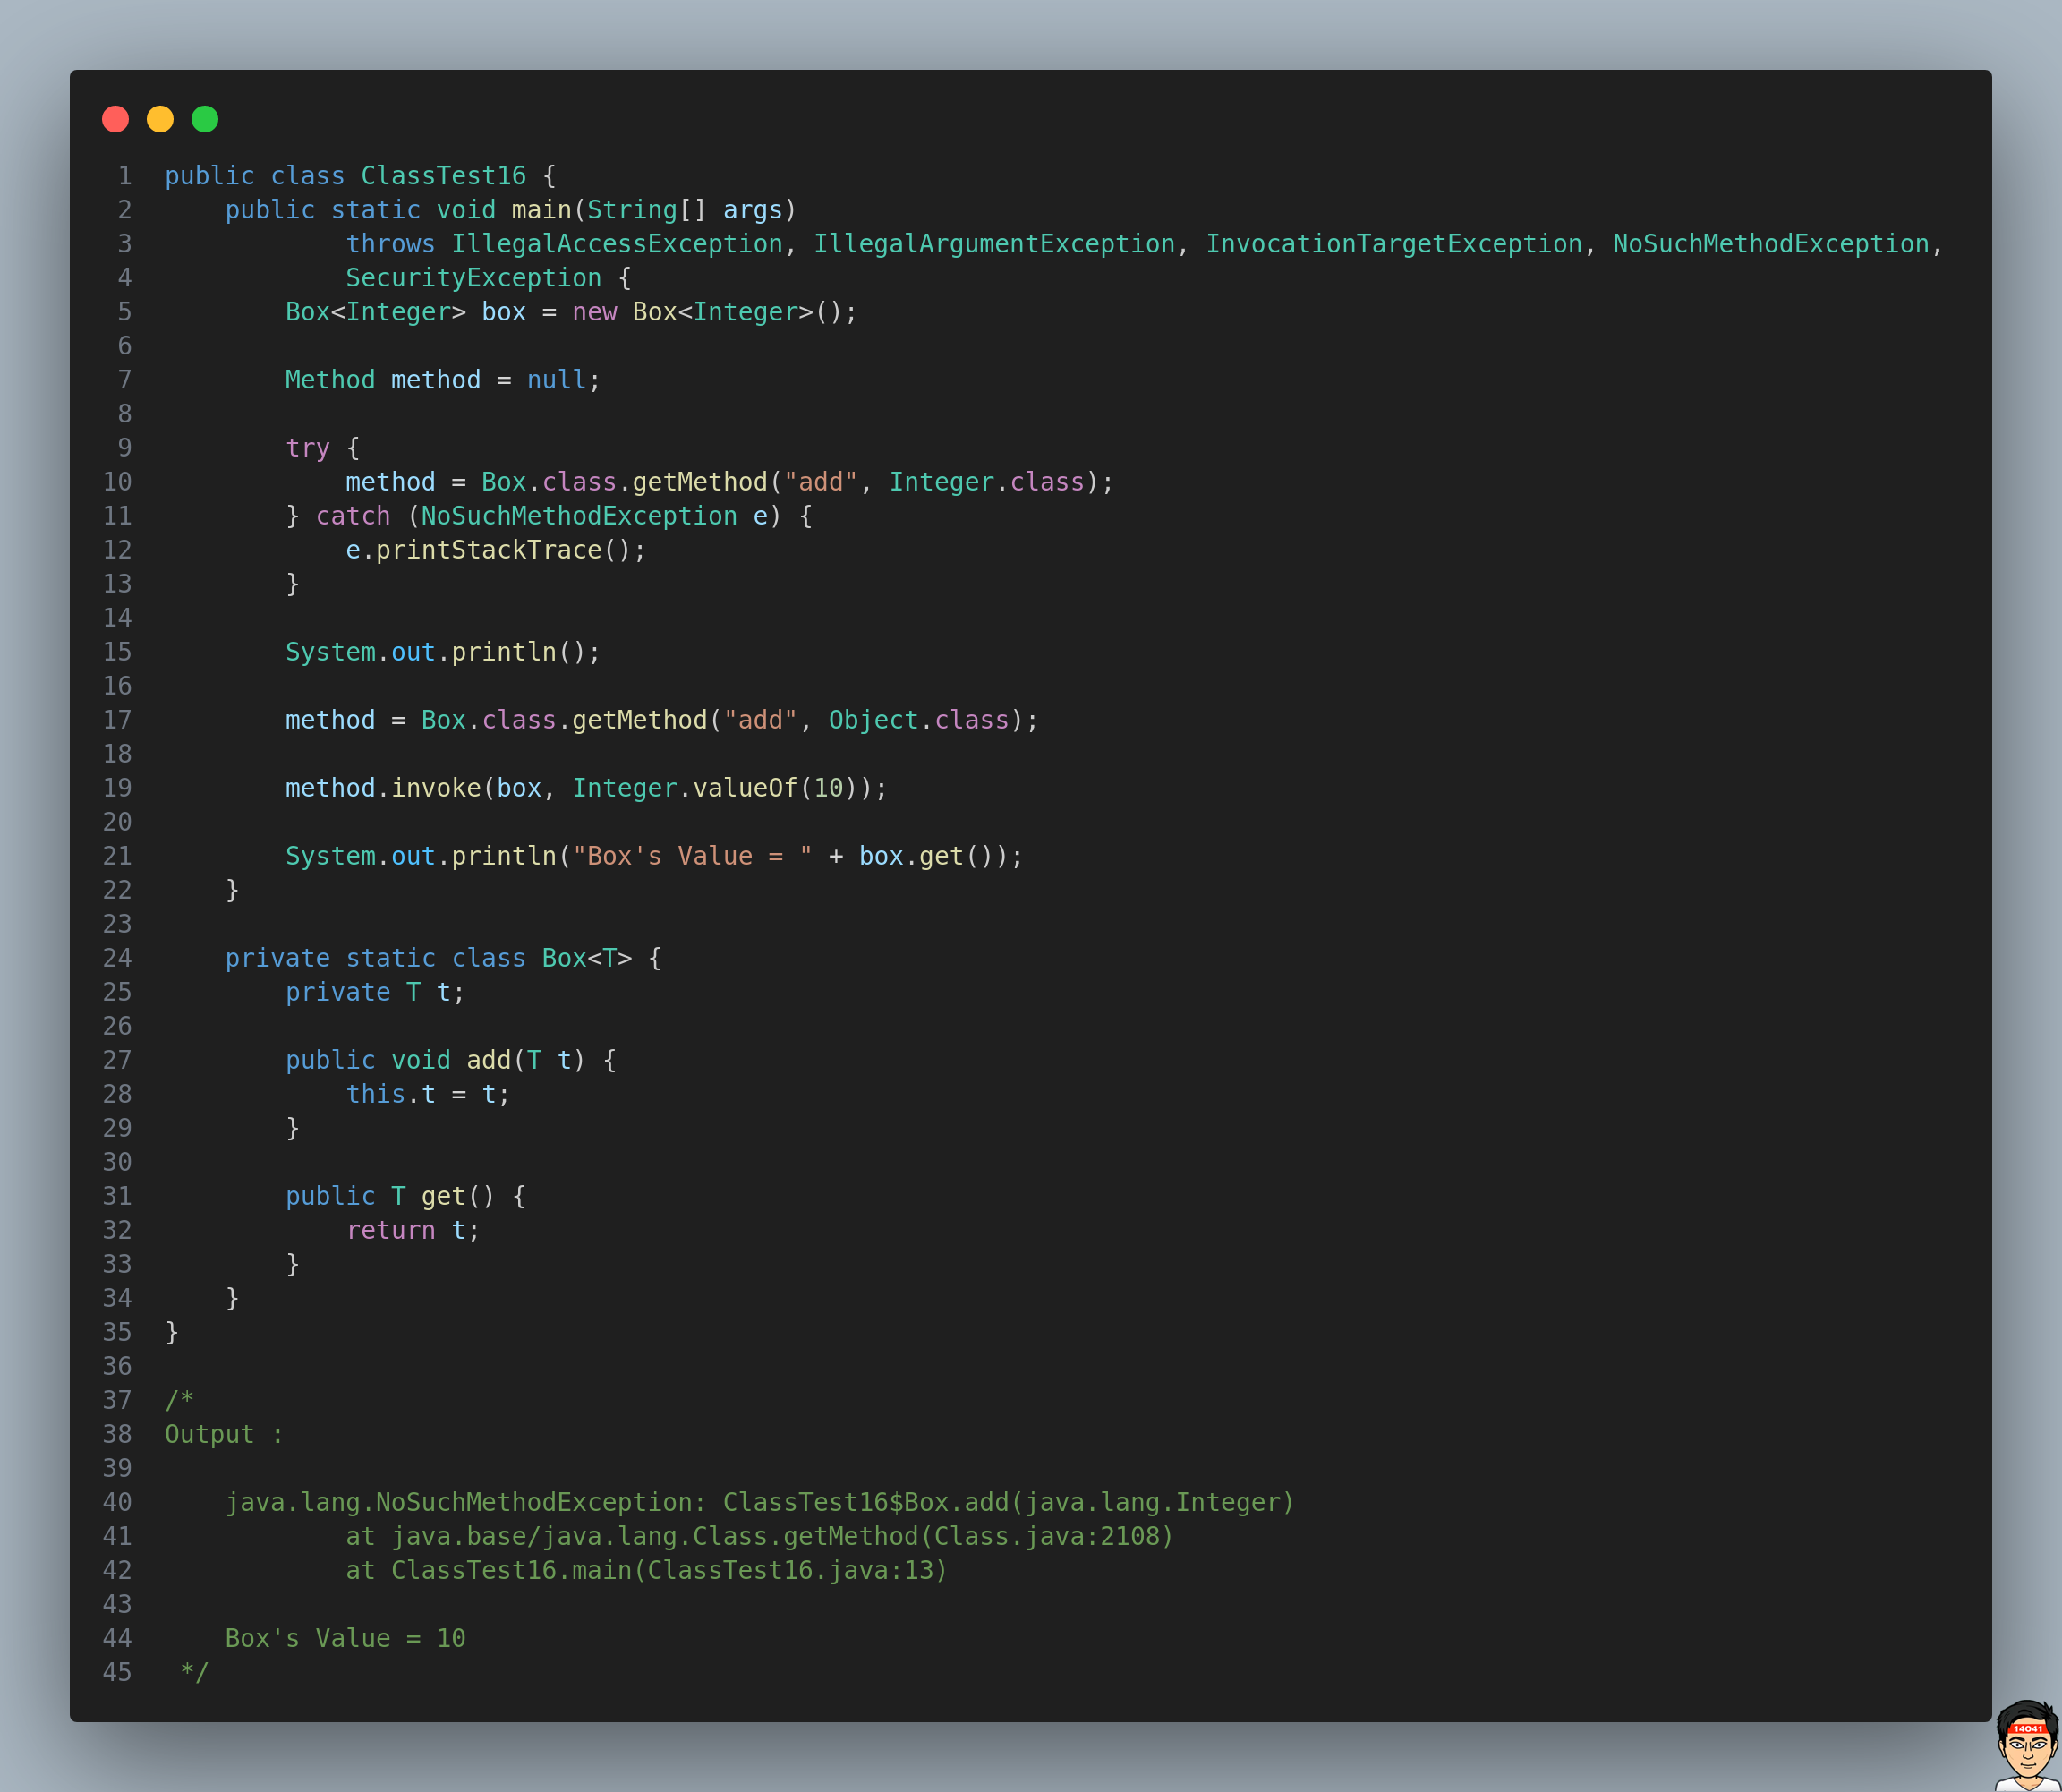 1 public class ClassTest16 {
2     public static void main(String[] args)
3             throws IllegalAccessException, IllegalArgumentException, InvocationTargetException, NoSuchMethodException,
4             SecurityException {
5         Box<Integer> box = new Box<Integer>();
6
7         Method method = null;
8
9         try {
10             method = Box.class.getMethod("add", Integer.class);
11         } catch (NoSuchMethodException e) {
12             e.printStackTrace();
13         }
14
15         System.out.println();
16
17         method = Box.class.getMethod("add", Object.class);
18
19         method.invoke(box, Integer.valueOf(10));
20
21         System.out.println("Box's Value = " + box.get());
22     }
23
24     private static class Box<T> {
25         private T t;
26
27         public void add(T t) {
28             this.t = t;
29         }
30
31         public T get() {
32             return t;
33         }
34     }
35 }
36
37 /*
38 Output :
39
40     java.lang.NoSuchMethodException: ClassTest16$Box.add(java.lang.Integer)
41             at java.base/java.lang.Class.getMethod(Class.java:2108)
42             at ClassTest16.main(ClassTest16.java:13)
43
44     Box's Value = 10
45  */
14041